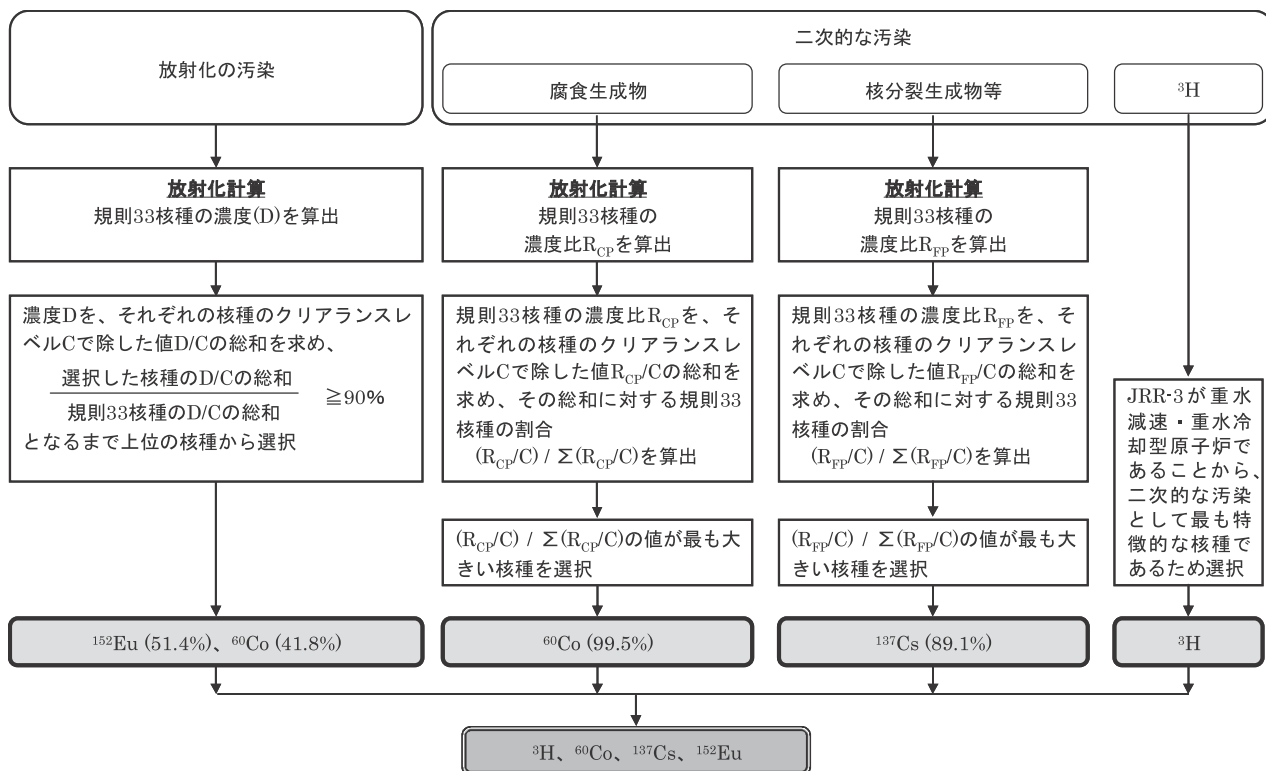 放射化の汚染
二次的な汚染
腐食生成物
核分裂生成物等
³H
放射化計算
規則33核種の濃度(D)を算出
放射化計算
規則33核種の
濃度比R_CPを算出
放射化計算
規則33核種の
濃度比R_FPを算出
濃度Dを、それぞれの核種のクリアランスレ
ベルCで除した値D/Cの総和を求め、
選択した核種のD/Cの総和
規則33核種のD/Cの総和
≧90%
となるまで上位の核種から選択
規則33核種の濃度比R_CPを、そ
れぞれの核種のクリアランスレ
ベルCで除した値R_CP/Cの総和を
求め、その総和に対する規則33
核種の割合
(R_CP/C) / Σ(R_CP/C)を算出
規則33核種の濃度比R_FPを、そ
れぞれの核種のクリアランスレ
ベルCで除した値R_FP/Cの総和を
求め、その総和に対する規則33
核種の割合
(R_FP/C) / Σ(R_FP/C)を算出
JRR-3が重水
減速・重水冷
却型原子炉で
あることから、
二次的な汚染
として最も特
徴的な核種で
あるため選択
(R_CP/C) / Σ(R_CP/C)の値が最も大
きい核種を選択
(R_FP/C) / Σ(R_FP/C)の値が最も大
きい核種を選択
¹⁵²Eu (51.4%)、⁶⁰Co (41.8%)
⁶⁰Co (99.5%)
¹³⁷Cs (89.1%)
³H
³H、⁶⁰Co、¹³⁷Cs、¹⁵²Eu